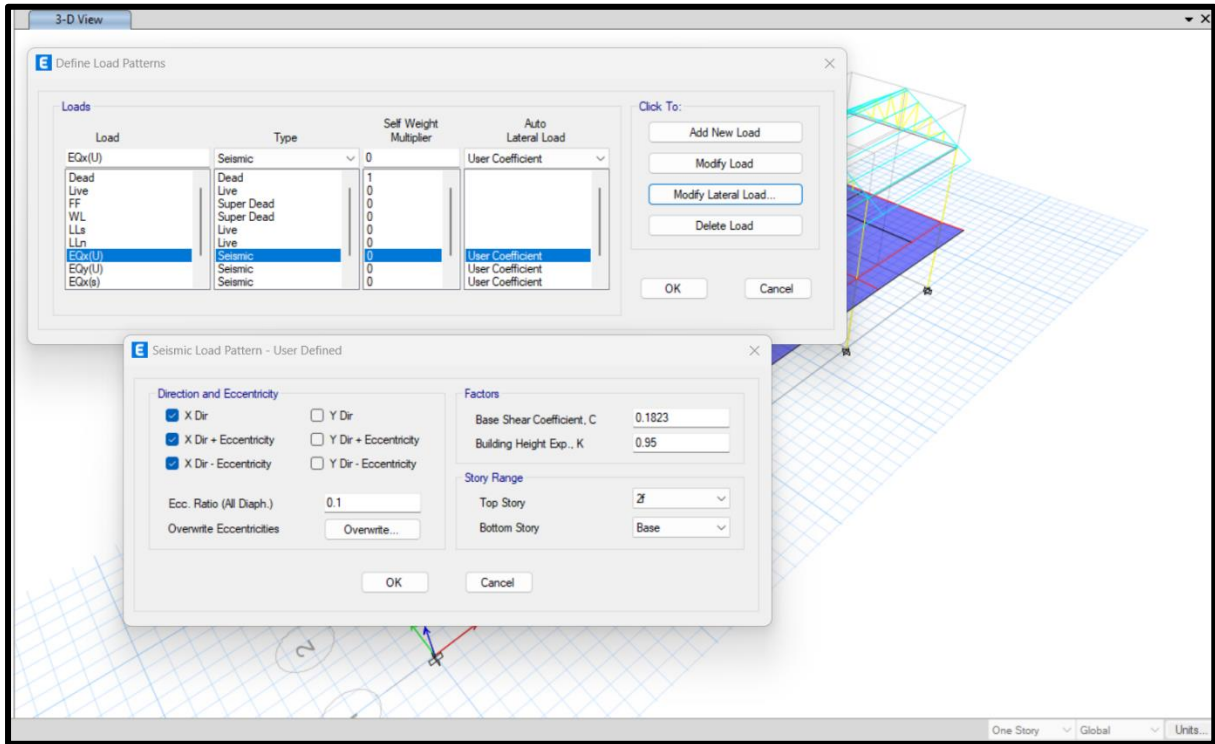 3-D View
E Define Load Patterns
Loads
Click To:
Load Type Self Weight Multiplier Auto Lateral Load
EQx(U) Seismic 0 User Coefficient
Dead Dead 1
Live Live 0
FF Super Dead 0
WL Super Dead 0
LLs Live 0
LLn Live 0
EQx(U) Seismic 0 User Coefficient
EQy(U) Seismic 0 User Coefficient
EQx(s) Seismic 0 User Coefficient
Add New Load
Modify Load
Modify Lateral Load...
Delete Load
OK Cancel
E Seismic Load Pattern - User Defined
Direction and Eccentricity
X Dir Y Dir
X Dir + Eccentricity Y Dir + Eccentricity
X Dir - Eccentricity Y Dir - Eccentricity
Ecc. Ratio (All Diaph.) 0.1
Overwrite Eccentricities Overwrite...
Factors
Base Shear Coefficient, C 0.1823
Building Height Exp., K 0.95
Story Range
Top Story 2f
Bottom Story Base
OK Cancel
2
One Story Global Units...